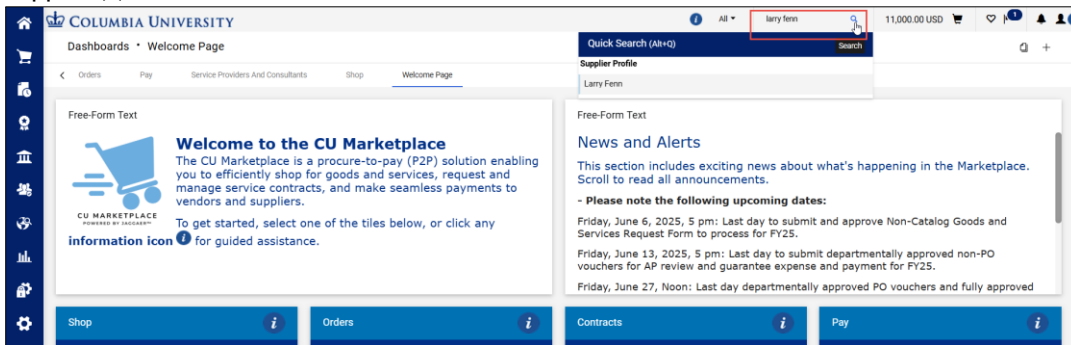 COLUMBIA UNIVERSITY
All
larry fenn
11,000.00 USD
1
Dashboards • Welcome Page
Quick Search (Alt+Q)
Search
Supplier Profile
Larry Fenn
Orders
Pay
Service Providers And Consultants
Shop
Welcome Page
Free-Form Text
Welcome to the CU Marketplace
The CU Marketplace is a procure-to-pay (P2P) solution enabling
you to efficiently shop for goods and services, request and
manage service contracts, and make seamless payments to
vendors and suppliers.
CU MARKETPLACE
POWERED BY JAGGAER
To get started, select one of the tiles below, or click any
information icon i for guided assistance.
Free-Form Text
News and Alerts
This section includes exciting news about what's happening in the Marketplace.
Scroll to read all announcements.
- Please note the following upcoming dates:
Friday, June 6, 2025, 5 pm: Last day to submit and approve Non-Catalog Goods and
Services Request Form to process for FY25.
Friday, June 13, 2025, 5 pm: Last day to submit departmentally approved non-PO
vouchers for AP review and guarantee expense and payment for FY25.
Friday, June 27, Noon: Last day departmentally approved PO vouchers and fully approved
Shop
Orders
Contracts
Pay